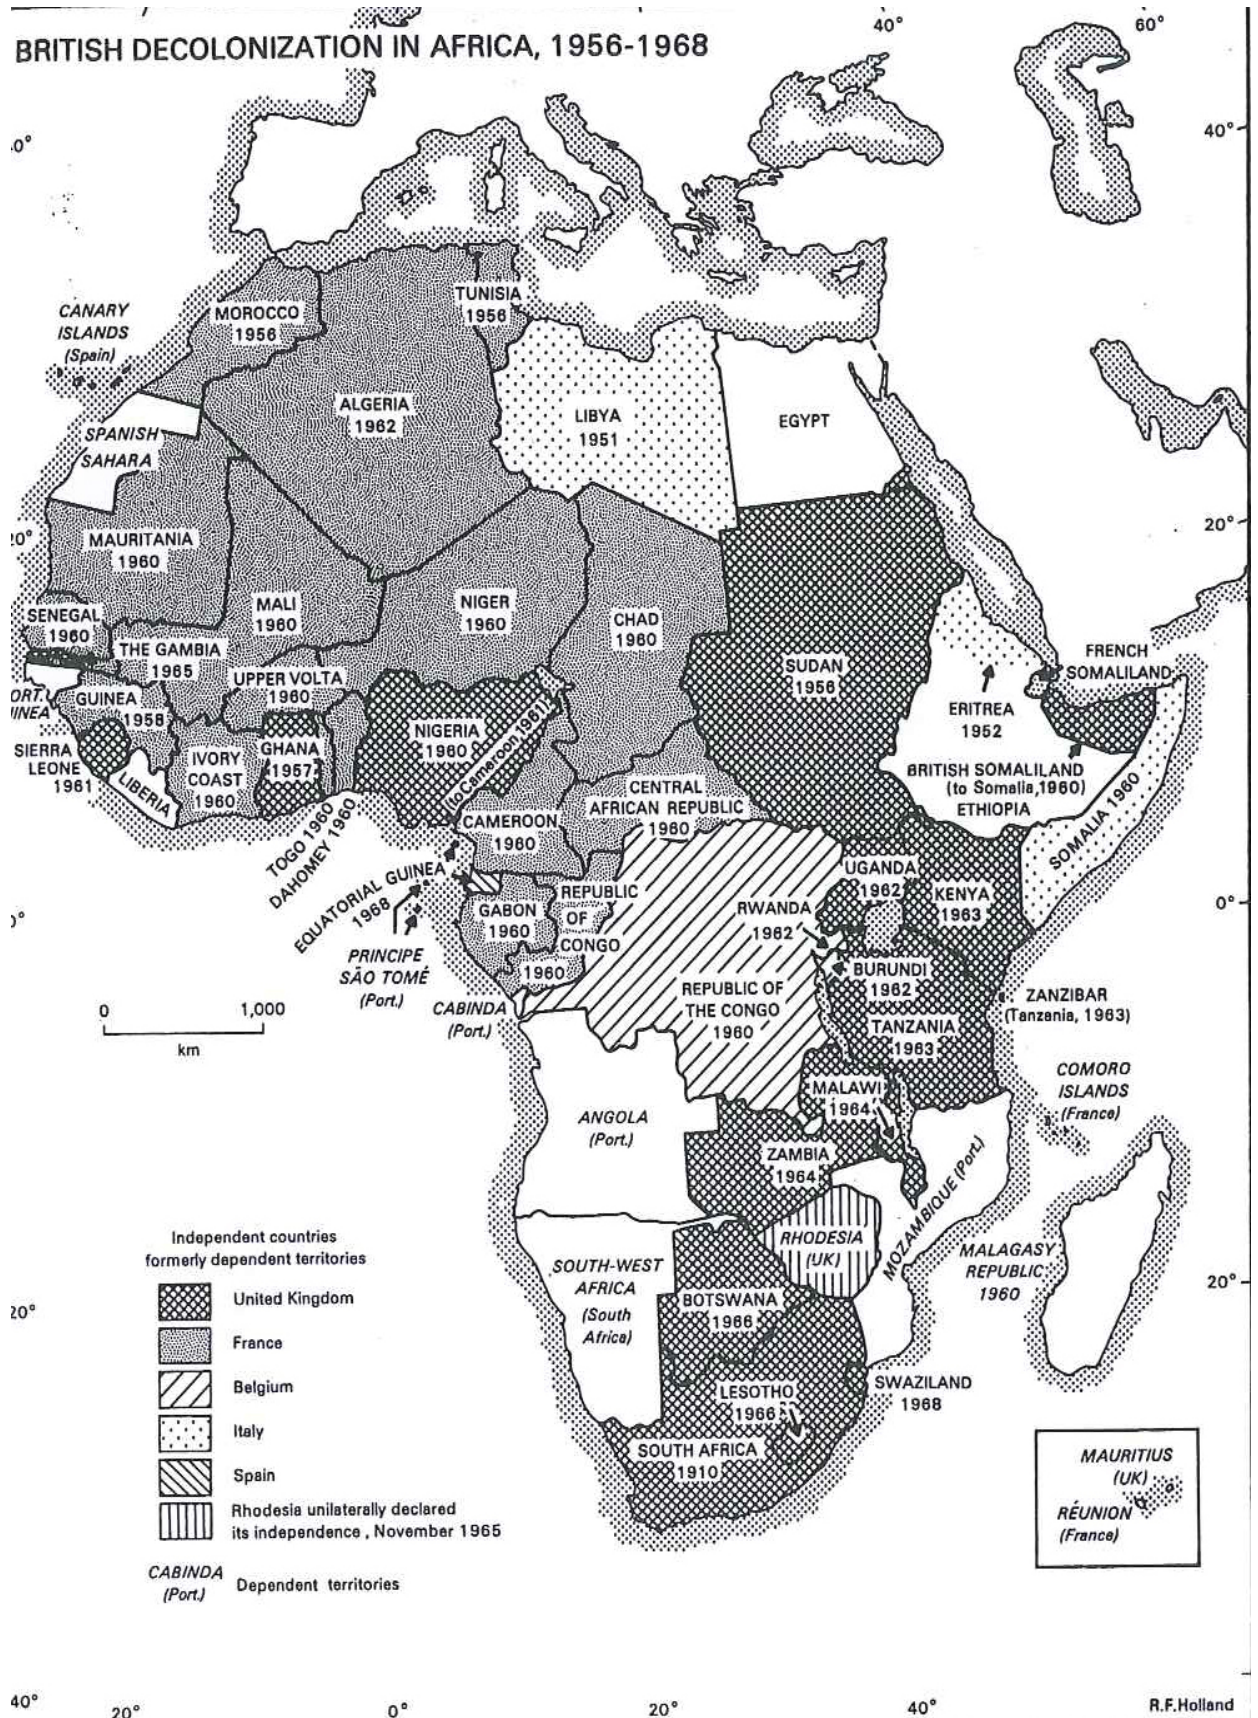 BRITISH DECOLONIZATION IN AFRICA, 1956-1968
40°
60°
40°
CANARY
ISLANDS
(Spain)
MOROCCO
1956
TUNISIA
1956
ALGERIA
1962
LIBYA
1951
EGYPT
SPANISH
SAHARA
20°
MAURITANIA
1960
SENEGAL
1960
MALI
1960
NIGER
1960
CHAD
1960
THE GAMBIA
1965
UPPER VOLTA
1960
SUDAN
1956
FRENCH
SOMALILAND
ERITREA
1952
GUINEA
1958
SIERRA
LEONE
1961
LIBERIA
IVORY
COAST
1960
GHANA
1957
NIGERIA
1960
(to Cameroon 1961)
BRITISH SOMALILAND
(to Somalia, 1960)
ETHIOPIA
SOMALIA 1960
TOGO 1960
DAHOMEY 1960
CAMEROON
1960
CENTRAL
AFRICAN REPUBLIC
1960
EQUATORIAL GUINEA
1968
GABON
1960
REPUBLIC
OF
CONGO
1960
UGANDA
1962
KENYA
1963
0°
RWANDA
1962
PRINCIPE
SÃO TOMÉ
(Port.)
CABINDA
(Port.)
REPUBLIC OF
THE CONGO
1960
BURUNDI
1962
ZANZIBAR
(Tanzania, 1963)
TANZANIA
1963
0
1,000
km
MALAWI
1964
COMORO
ISLANDS
(France)
ANGOLA
(Port.)
ZAMBIA
1964
MOZAMBIQUE (Port.)
RHODESIA
(UK)
MALAGASY
REPUBLIC
1960
SOUTH-WEST
AFRICA
(South
Africa)
BOTSWANA
1966
20°
LESOTHO
1966
SWAZILAND
1968
SOUTH AFRICA
1910
MAURITIUS
(UK)
RÉUNION
(France)
Independent countries
formerly dependent territories
United Kingdom
France
Belgium
Italy
Spain
Rhodesia unilaterally declared
its independence, November 1965
CABINDA
(Port.)
Dependent territories
40°
20°
0°
20°
40°
R.F.Holland